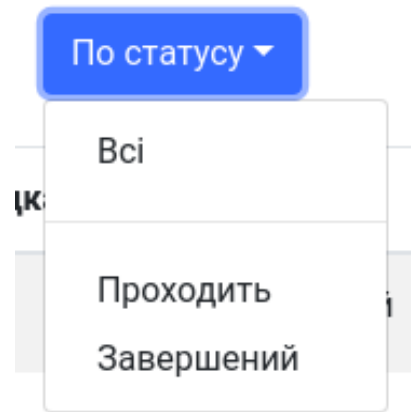 По статусу
Всі
Проходить
Завершений